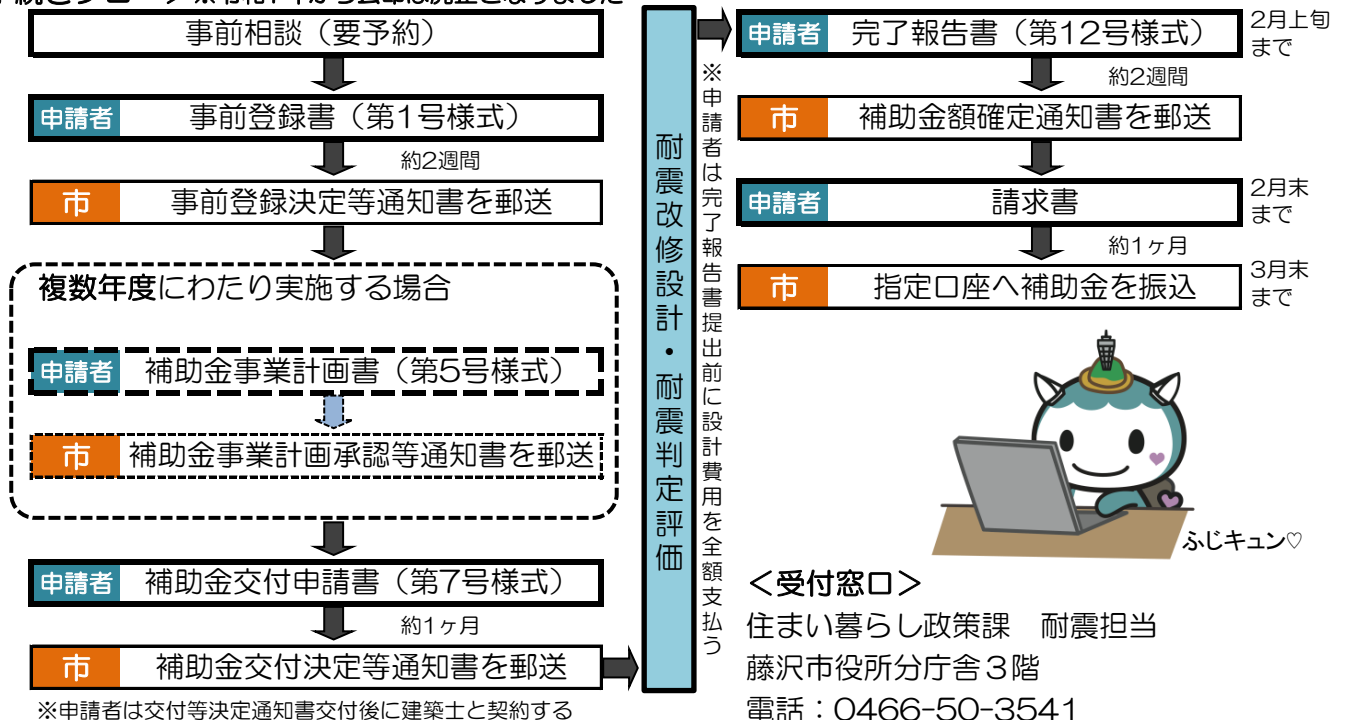 事前相談（要予約）
申請者 事前登録書（第1号様式）
約2週間
市 事前登録決定等通知書を郵送
複数年度にわたり実施する場合
申請者 補助金事業計画書（第5号様式）
市 補助金事業計画承認等通知書を郵送
申請者 補助金交付申請書（第7号様式）
約1ヶ月
市 補助金交付決定等通知書を郵送
※申請者は交付等決定通知書交付後に建築士と契約する
耐震改修設計・耐震判定評価
※申請者は完了報告書提出前に設計費用を全額支払う
申請者 完了報告書（第12号様式）
2月上旬
まで
約2週間
市 補助金額確定通知書を郵送
申請者 請求書
2月末
まで
約1ヶ月
市 指定口座へ補助金を振込
3月末
まで
ふじキュン♡
＜受付窓口＞
住まい暮らし政策課　耐震担当
藤沢市役所分庁舎３階
電話：0466-50-3541